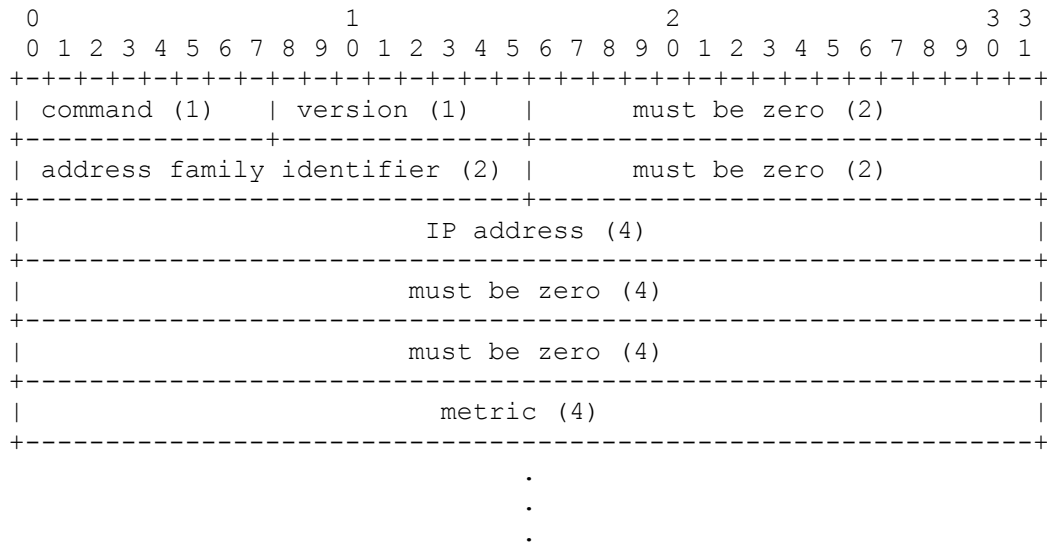 0                   1                   2                   3 3
 0 1 2 3 4 5 6 7 8 9 0 1 2 3 4 5 6 7 8 9 0 1 2 3 4 5 6 7 8 9 0 1
+-+-+-+-+-+-+-+-+-+-+-+-+-+-+-+-+-+-+-+-+-+-+-+-+-+-+-+-+-+-+-+-+
| command (1)   | version (1)   |      must be zero (2)         |
+---------------+---------------+-------------------------------+
| address family identifier (2) |      must be zero (2)         |
+-------------------------------+-------------------------------+
|                         IP address (4)                        |
+---------------------------------------------------------------+
|                        must be zero (4)                       |
+---------------------------------------------------------------+
|                        must be zero (4)                       |
+---------------------------------------------------------------+
|                          metric (4)                           |
+---------------------------------------------------------------+
                                .
                                .
                                .